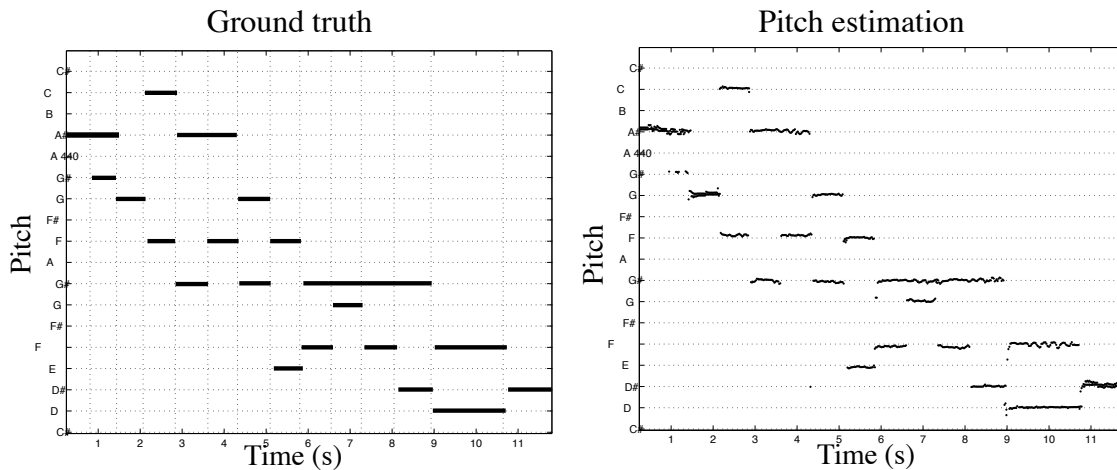 Ground truth
Pitch
C#
C
B
A#
A 440
G#
G
F#
F
A
G#
G
F#
F
E
D#
D
C#
1 2 3 4 5 6 7 8 9 10 11
Time (s)
Pitch estimation
Pitch
C#
C
B
A#
A 440
G#
G
F#
F
A
G#
G
F#
F
E
D#
D
C#
1 2 3 4 5 6 7 8 9 10 11
Time (s)